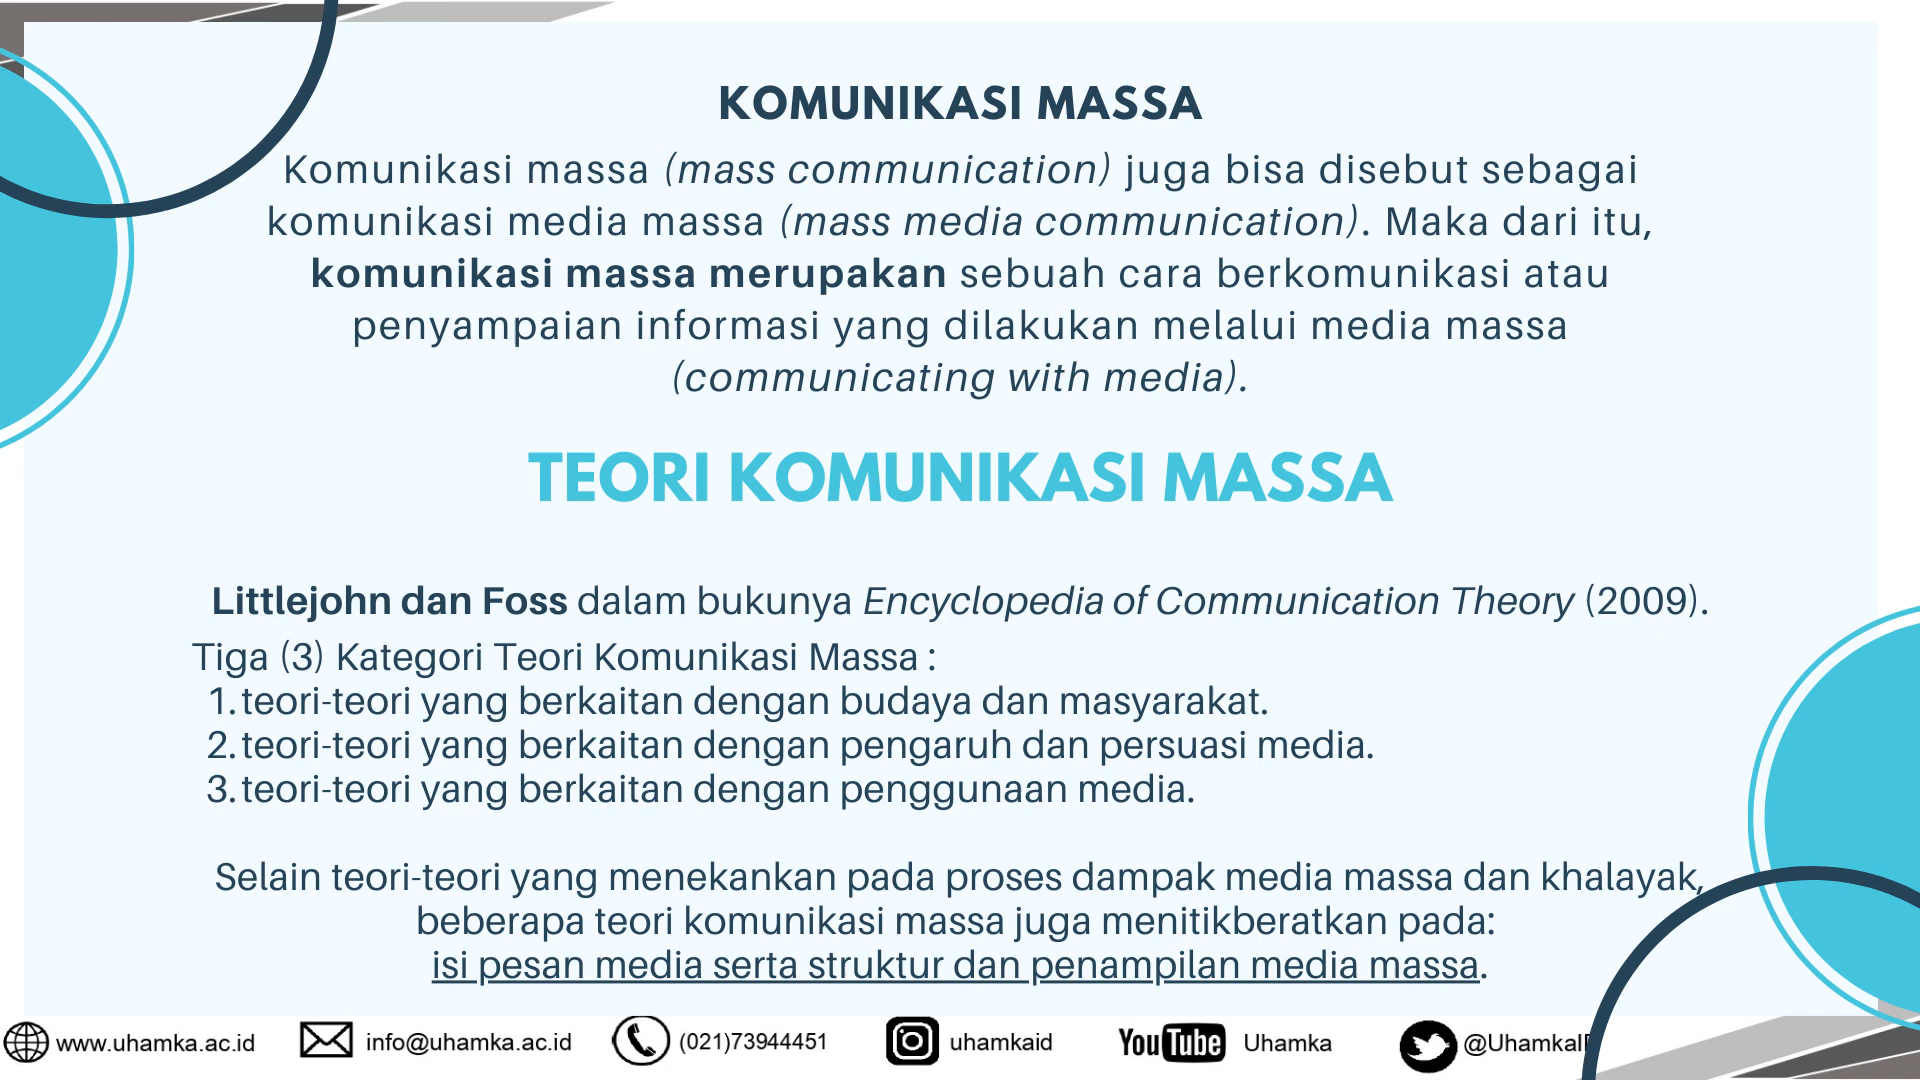 KOMUNIKASI MASSA
Komunikasi massa (mass communication) juga bisa disebut sebagai
komunikasi media massa (mass media communication). Maka dari itu,
komunikasi massa merupakan sebuah cara berkomunikasi atau
penyampaian informasi yang dilakukan melalui media massa
(communicating with media).
TEORI KOMUNIKASI MASSA
Littlejohn dan Foss dalam bukunya Encyclopedia of Communication Theory (2009).
Tiga (3) Kategori Teori Komunikasi Massa :
1. teori-teori yang berkaitan dengan budaya dan masyarakat.
2. teori-teori yang berkaitan dengan pengaruh dan persuasi media.
3. teori-teori yang berkaitan dengan penggunaan media.
Selain teori-teori yang menekankan pada proses dampak media massa dan khalayak,
beberapa teori komunikasi massa juga menitikberatkan pada:
isi pesan media serta struktur dan penampilan media massa.
www.uhamka.ac.id info@uhamka.ac.id (021)73944451 uhamkaid YouTube Uhamka